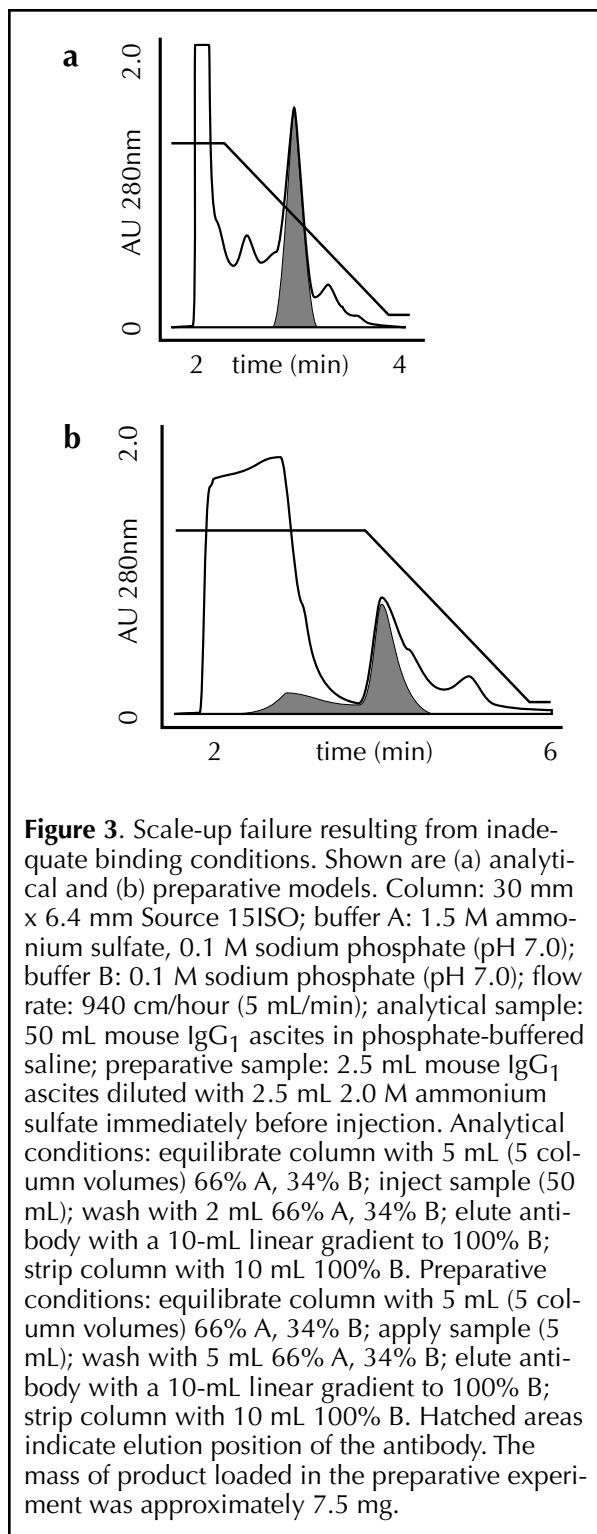 a
2.0
AU 280nm
0
2 time (min) 4
b
2.0
AU 280nm
0
2 time (min) 6
Figure 3. Scale-up failure resulting from inade-
quate binding conditions. Shown are (a) analyti-
cal and (b) preparative models. Column: 30 mm
x 6.4 mm Source 15ISO; buffer A: 1.5 M ammo-
nium sulfate, 0.1 M sodium phosphate (pH 7.0);
buffer B: 0.1 M sodium phosphate (pH 7.0); flow
rate: 940 cm/hour (5 mL/min); analytical sample:
50 mL mouse IgG1 ascites in phosphate-buffered
saline; preparative sample: 2.5 mL mouse IgG1
ascites diluted with 2.5 mL 2.0 M ammonium
sulfate immediately before injection. Analytical
conditions: equilibrate column with 5 mL (5 col-
umn volumes) 66% A, 34% B; inject sample (50
mL); wash with 2 mL 66% A, 34% B; elute anti-
body with a 10-mL linear gradient to 100% B;
strip column with 10 mL 100% B. Preparative
conditions: equilibrate column with 5 mL (5 col-
umn volumes) 66% A, 34% B; apply sample (5
mL); wash with 5 mL 66% A, 34% B; elute anti-
body with a 10-mL linear gradient to 100% B;
strip column with 10 mL 100% B. Hatched areas
indicate elution position of the antibody. The
mass of product loaded in the preparative experi-
ment was approximately 7.5 mg.